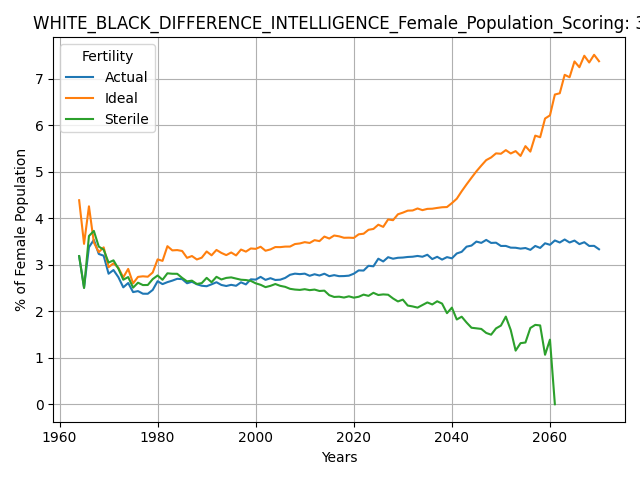 WHITE_BLACK_DIFFERENCE_INTELLIGENCE_Female_Population_Scoring: 3
Fertility
Actual
Ideal
Sterile
% of Female Population
7
6
5
4
3
2
1
0
1960 1980 2000 2020 2040 2060
Years